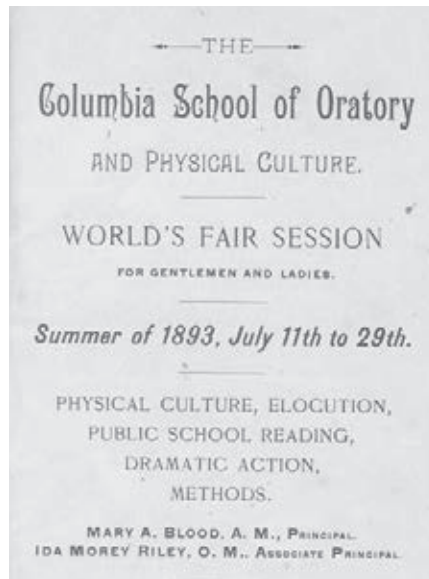 THE
Columbia School of Oratory
AND PHYSICAL CULTURE.
WORLD'S FAIR SESSION
FOR GENTLEMEN AND LADIES.
Summer of 1893, July 11th to 29th.
PHYSICAL CULTURE, ELOCUTION,
PUBLIC SCHOOL READING,
DRAMATIC ACTION,
METHODS.
MARY A. BLOOD, A. M., PRINCIPAL.
IDA MOREY RILEY, O. M., ASSOCIATE PRINCIPAL.